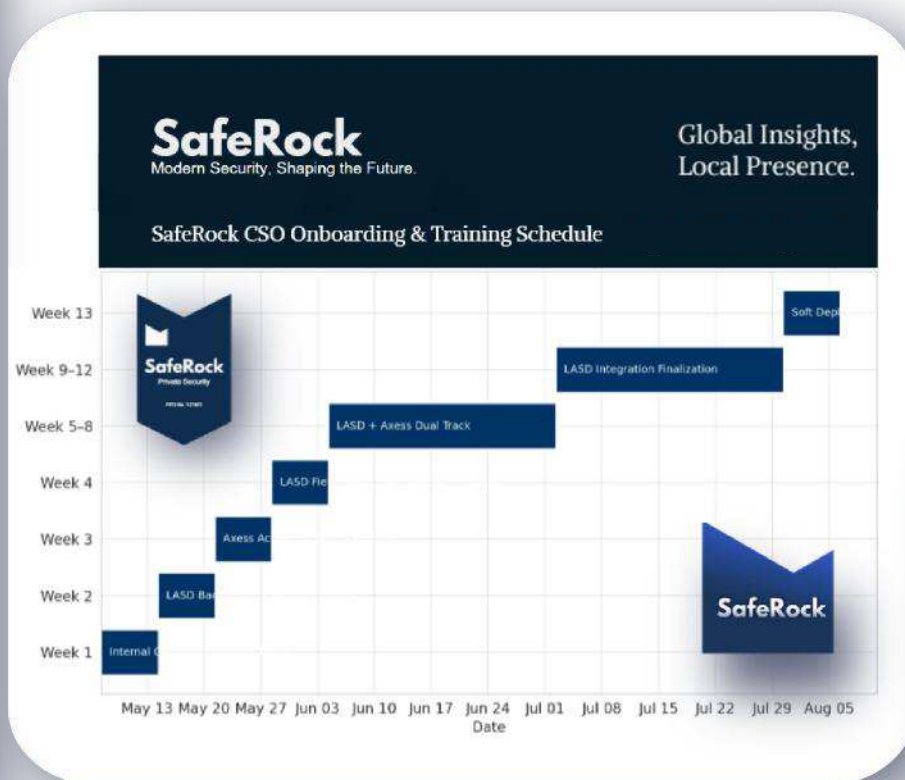 SafeRock
Modern Security, Shaping the Future.
Global Insights,
Local Presence.
SafeRock CSO Onboarding & Training Schedule
Week 13
Soft Depl
SafeRock
Private Security
Week 9–12
LASD Integration Finalization
Week 5–8
LASD + Axess Dual Track
Week 4
LASD Fie
Week 3
Axess Ac
Week 2
LASD Ba
SafeRock
Week 1
Internal
May 13 May 20 May 27 Jun 03 Jun 10 Jun 17 Jun 24 Jul 01 Jul 08 Jul 15 Jul 22 Jul 29 Aug 05
Date